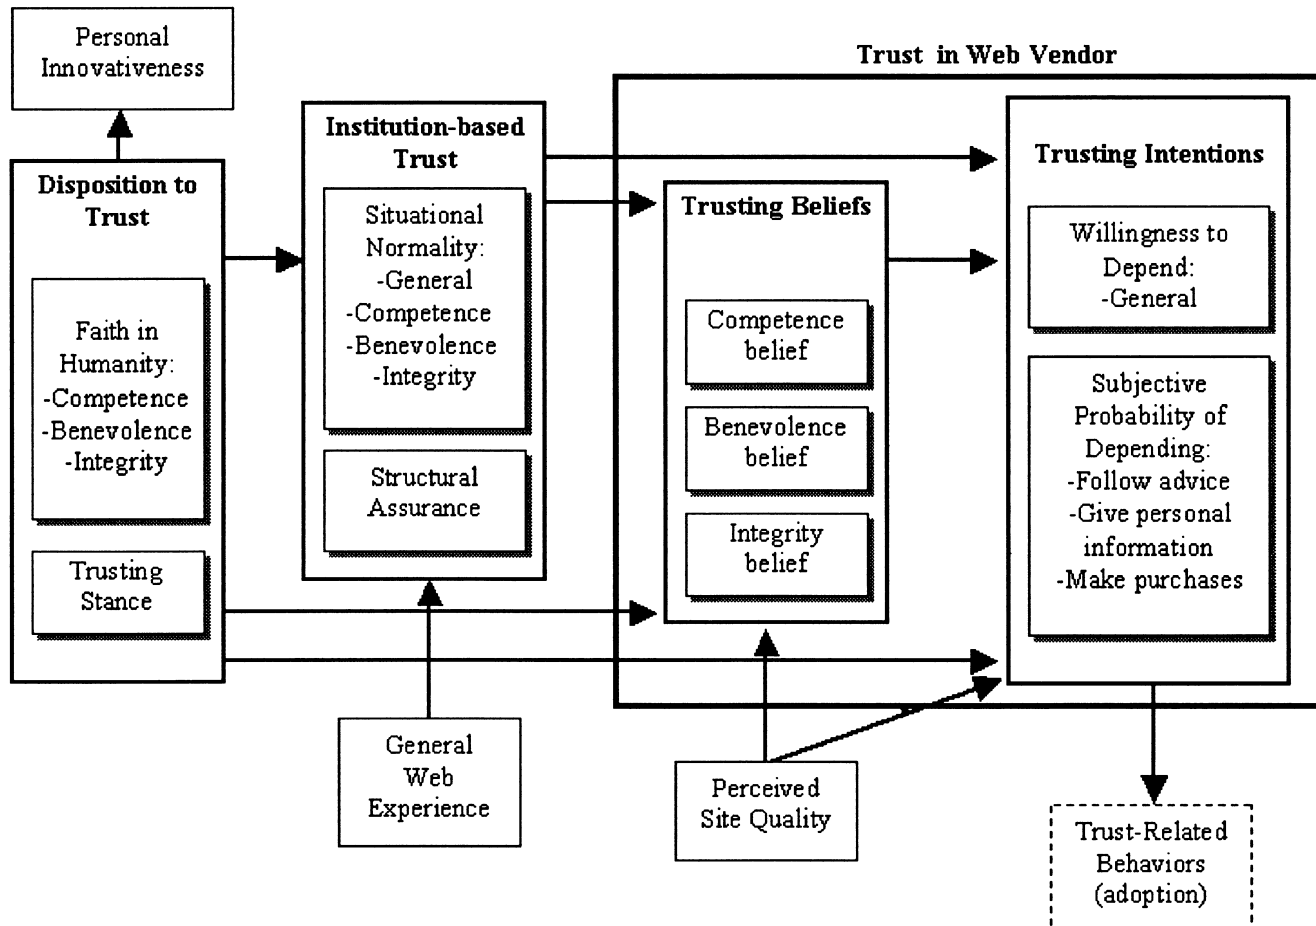 Personal
Innovativeness
Disposition to
Trust
Faith in
Humanity:
-Competence
-Benevolence
-Integrity
Trusting
Stance
Institution-based
Trust
Situational
Normality:
-General
-Competence
-Benevolence
-Integrity
Structural
Assurance
General
Web
Experience
Trust in Web Vendor
Trusting Beliefs
Competence
belief
Benevolence
belief
Integrity
belief
Perceived
Site Quality
Trusting Intentions
Willingness to
Depend:
-General
Subjective
Probability of
Depending:
-Follow advice
-Give personal
information
-Make purchases
Trust-Related
Behaviors
(adoption)